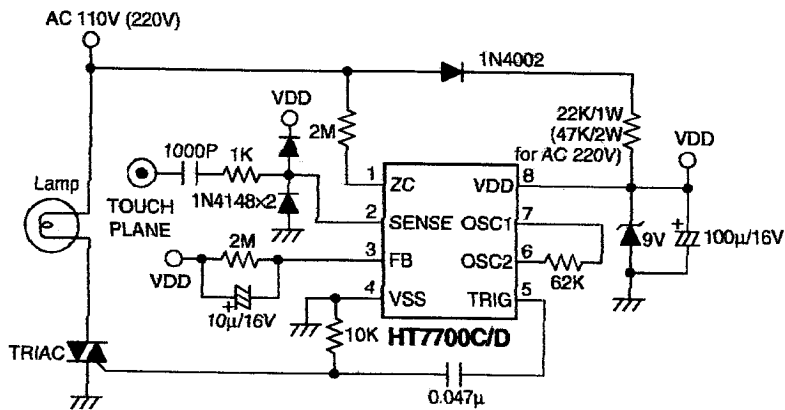 AC 110V (220V)
1N4002
VDD
22K/1W
(47K/2W
for AC 220V)
VDD
2M
1000P
1K
1N4148×2
Lamp
TOUCH
PLANE
1
ZC
VDD
8
2
SENSE
OSC1
7
3
FB
OSC2
6
4
VSS
TRIG
5
HT7700C/D
9V
100μ/16V
62K
2M
VDD
10μ/16V
10K
TRIAC
0.047μ
+
+